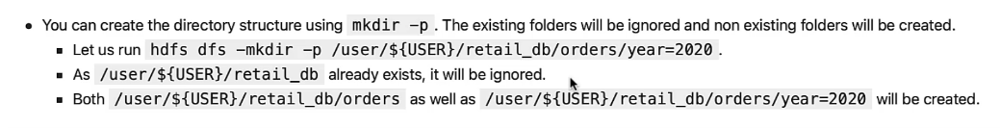 • You can create the directory structure using mkdir -p . The existing folders will be ignored and non existing folders will be created.
▪ Let us run hdfs dfs -mkdir -p /user/${USER}/retail_db/orders/year=2020 .
▪ As /user/${USER}/retail_db already exists, it will be ignored.
▪ Both /user/${USER}/retail_db/orders as well as /user/${USER}/retail_db/orders/year=2020 will be created.